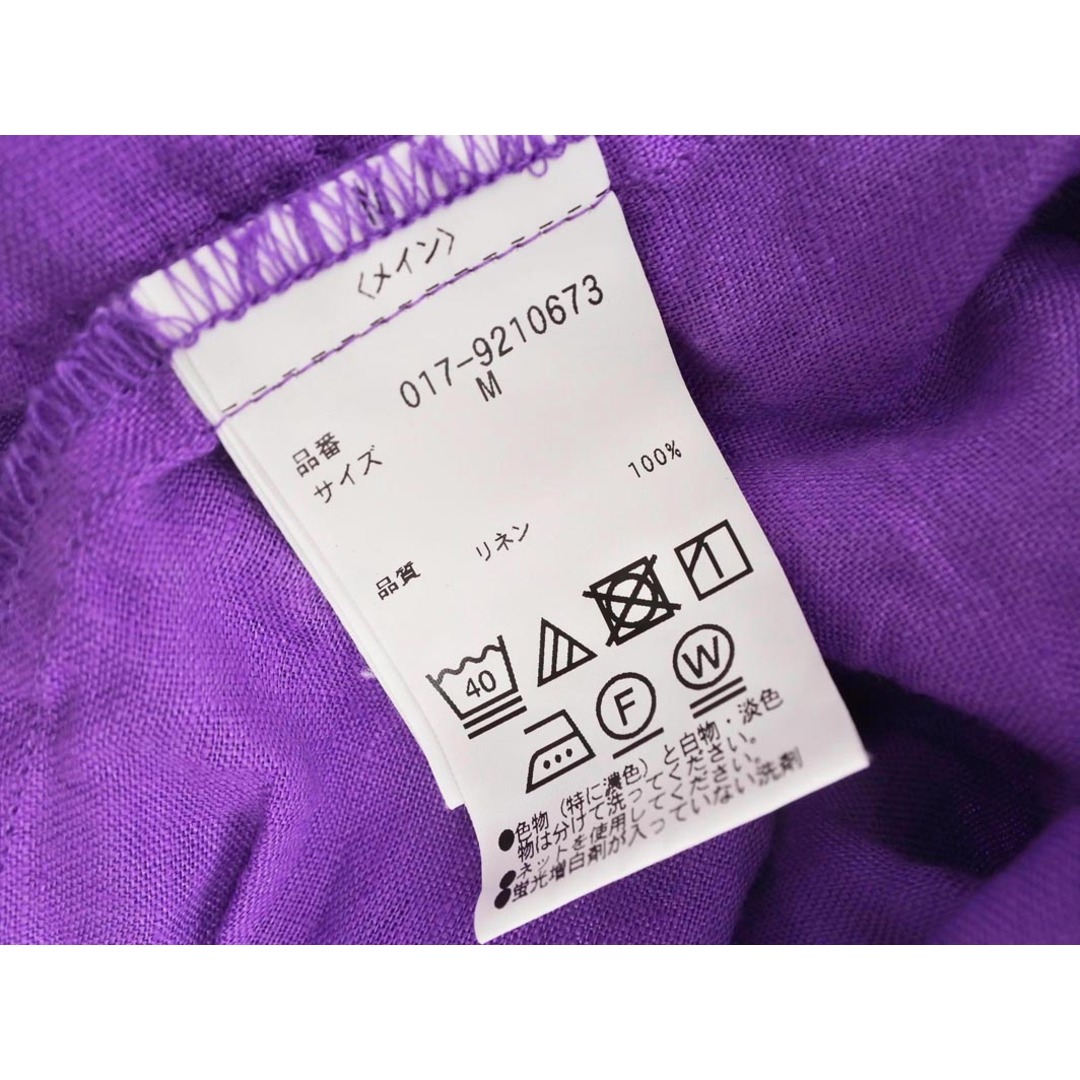 M
〈メイン〉
品番 017-9210673
サイズ M
品質 リネン 100%
40
F
W
●色物（特に濃色）と白物・淡色
物は分けて洗ってください。
●ネットを使用してください。
●蛍光増白剤が入っていない洗剤